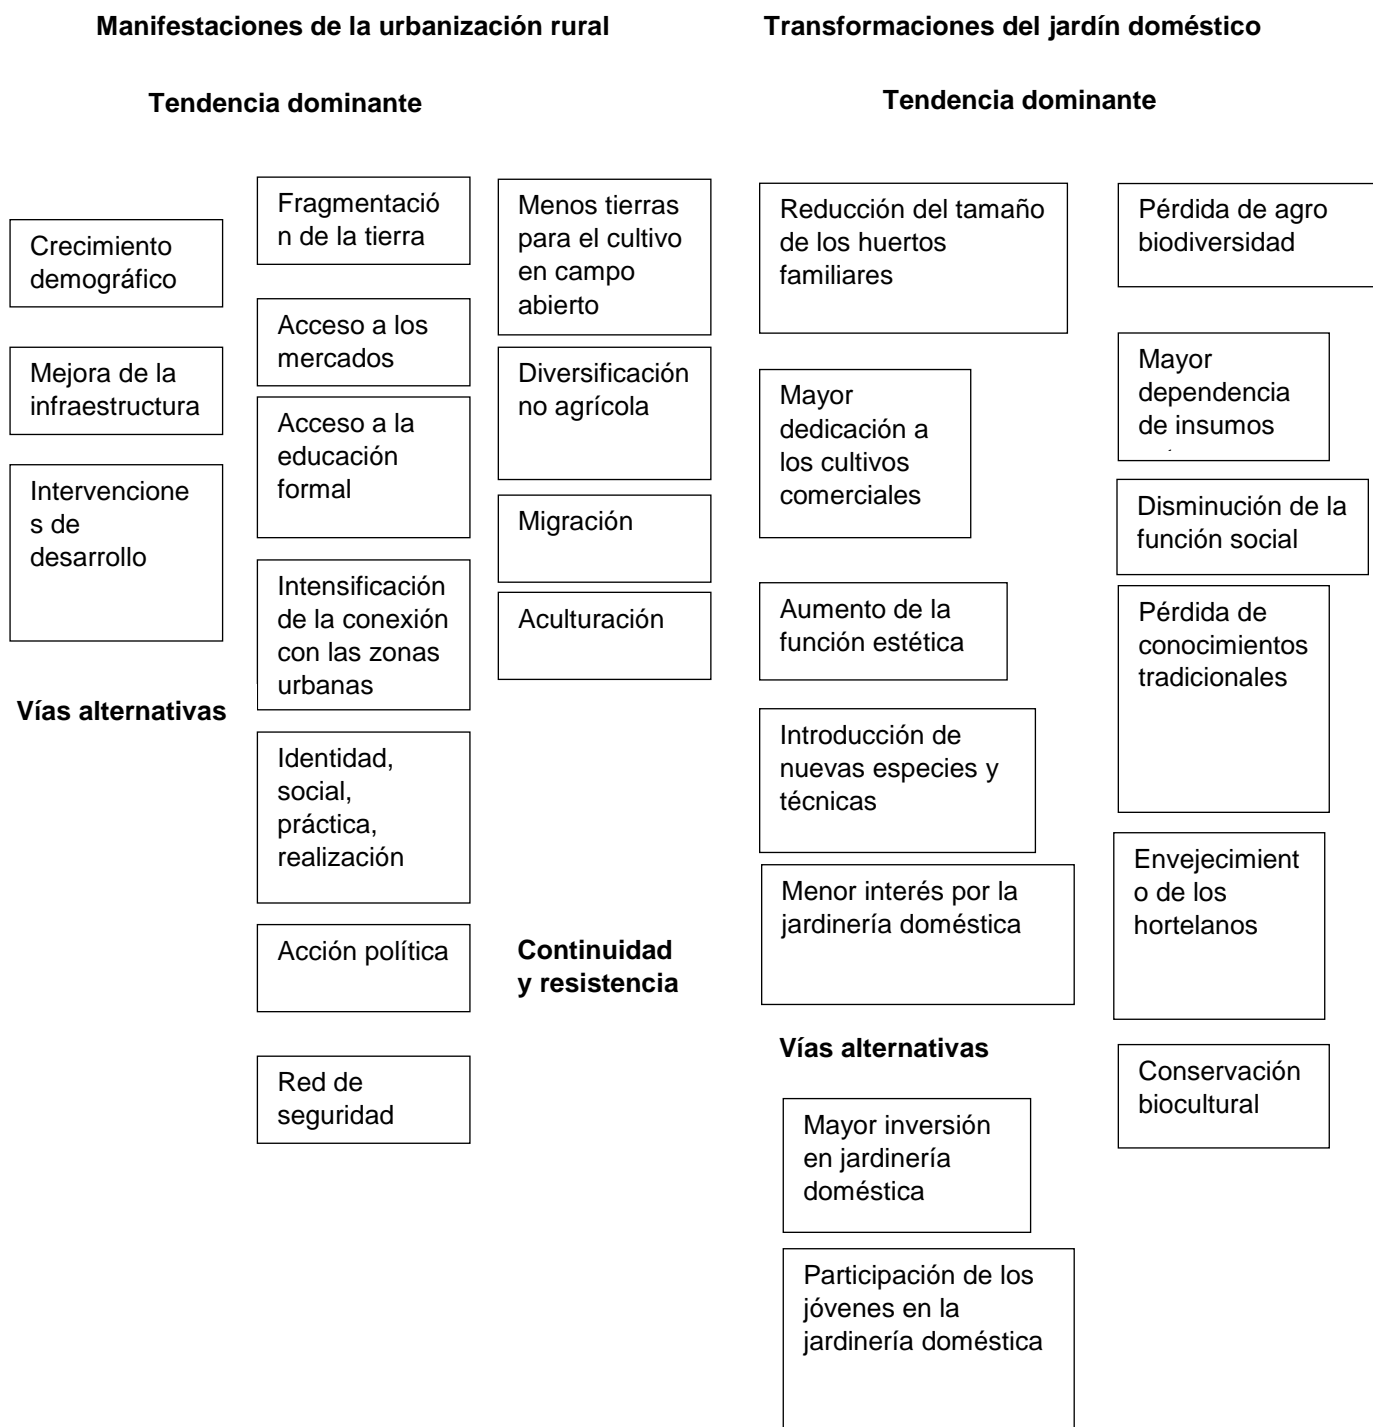 Manifestaciones de la urbanización rural
Transformaciones del jardín doméstico
Tendencia dominante
Tendencia dominante
Crecimiento
demográfico
Mejora de la
infraestructura
Intervencione
s de
desarrollo
Fragmentació
n de la tierra
Acceso a los
mercados
Acceso a la
educación
formal
Intensificación
de la conexión
con las zonas
urbanas
Menos tierras
para el cultivo
en campo
abierto
Diversificación
no agrícola
Migración
Aculturación
Vías alternativas
Identidad,
social,
práctica,
realización
Acción política
Red de
seguridad
Continuidad
y resistencia
Reducción del tamaño
de los huertos
familiares
Mayor
dedicación a
los cultivos
comerciales
Aumento de la
función estética
Introducción de
nuevas especies y
técnicas
Menor interés por la
jardinería doméstica
Pérdida de agro
biodiversidad
Mayor
dependencia
de insumos
Disminución de la
función social
Pérdida de
conocimientos
tradicionales
Envejecimient
o de los
hortelanos
Vías alternativas
Mayor inversión
en jardinería
doméstica
Participación de los
jóvenes en la
jardinería doméstica
Conservación
biocultural